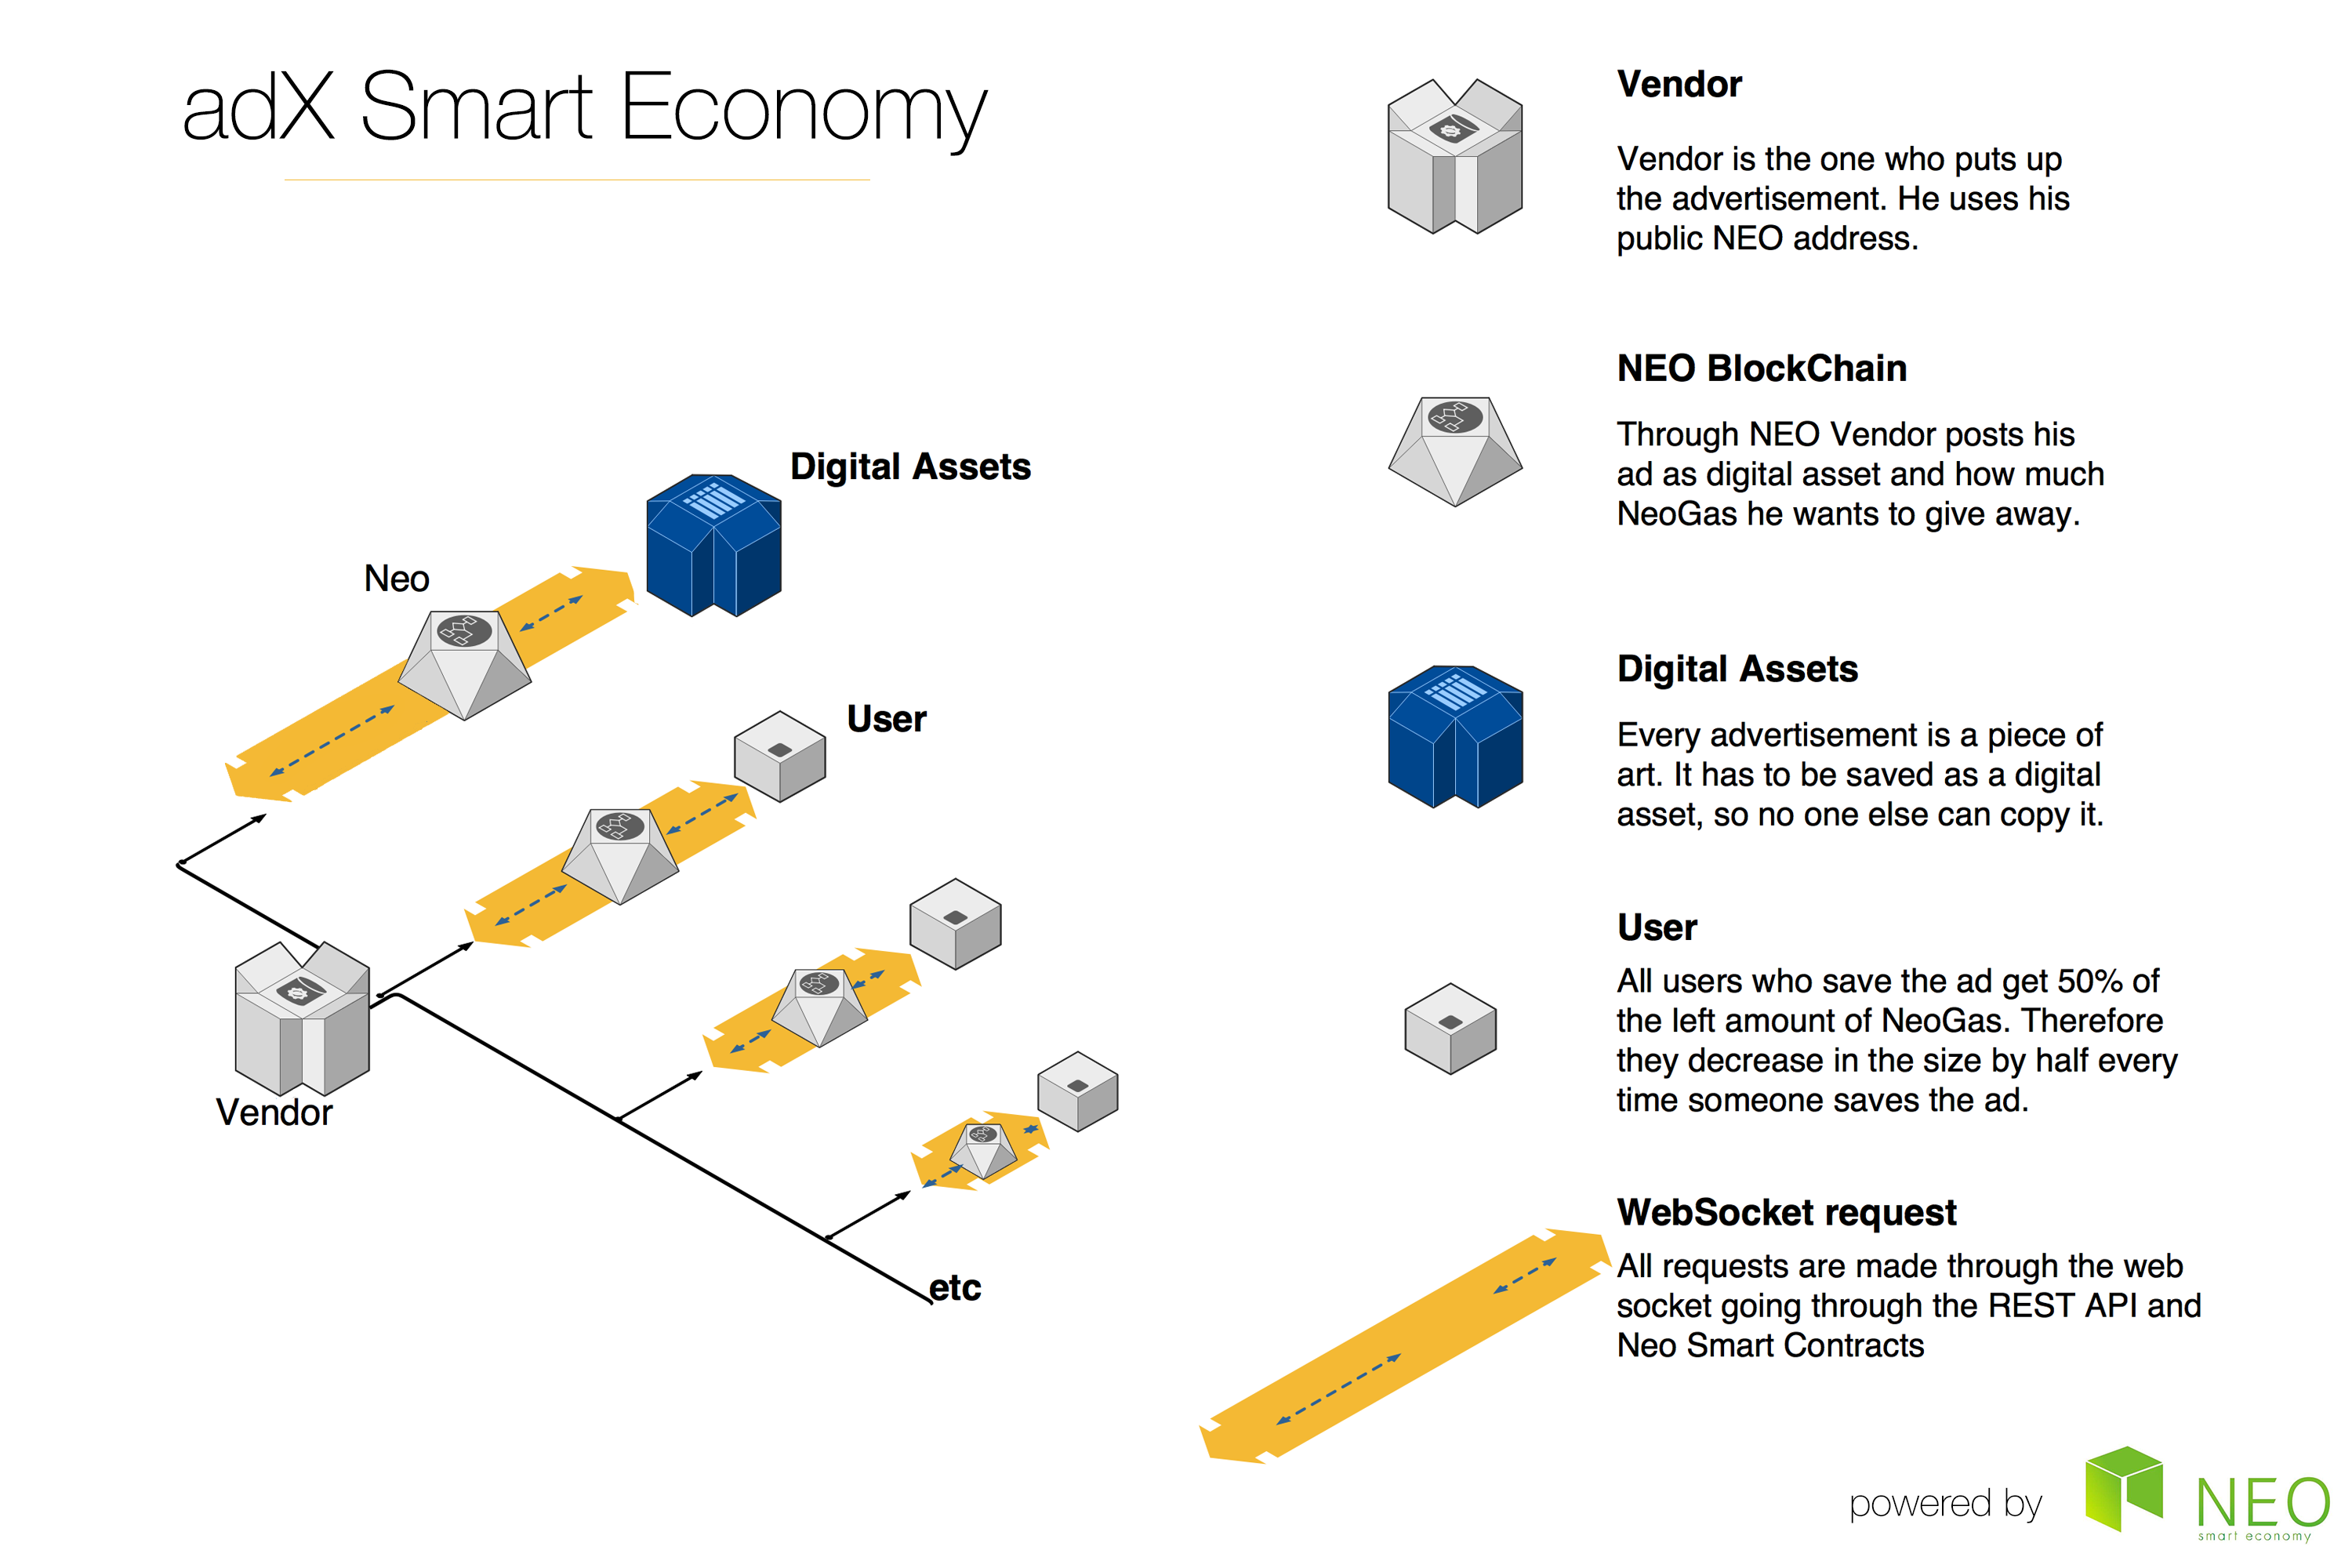 adX Smart Economy
Digital Assets
Neo
User
Vendor
etc
Vendor
Vendor is the one who puts up
the advertisement. He uses his
public NEO address.
NEO BlockChain
Through NEO Vendor posts his
ad as digital asset and how much
NeoGas he wants to give away.
Digital Assets
Every advertisement is a piece of
art. It has to be saved as a digital
asset, so no one else can copy it.
User
All users who save the ad get 50% of
the left amount of NeoGas. Therefore
they decrease in the size by half every
time someone saves the ad.
WebSocket request
All requests are made through the web
socket going through the REST API and
Neo Smart Contracts
powered by
NEO
smart economy